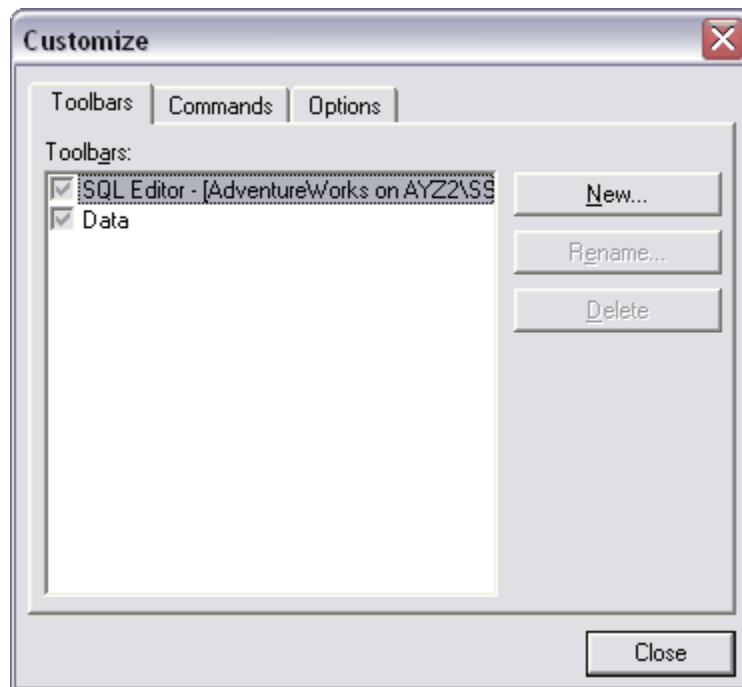 Customize
Toolbars Commands Options
Toolbars:
SQL Editor - [AdventureWorks on AYZ2\SS
Data
New...
Rename...
Delete
Close